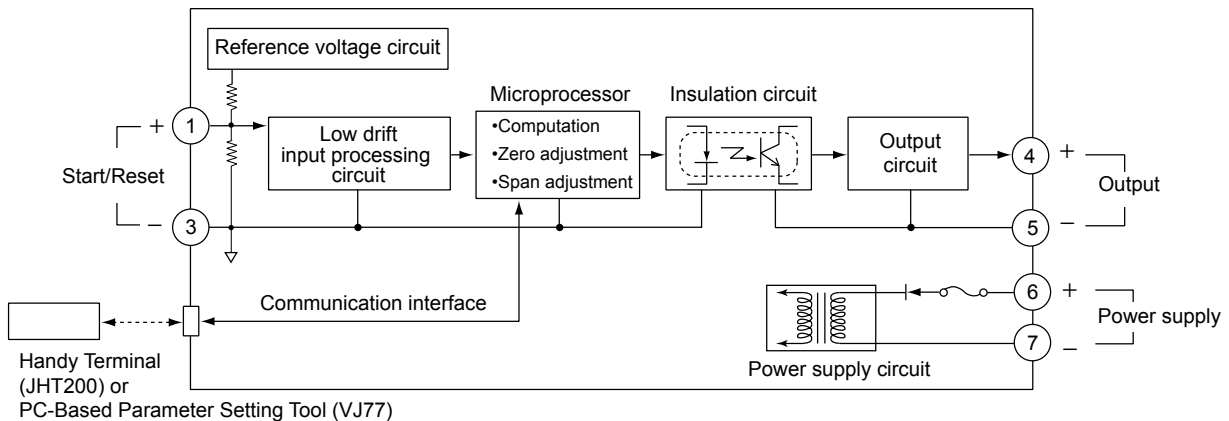 Reference voltage circuit
Microprocessor
Insulation circuit
+
1
Low drift
input processing
circuit
•Computation
•Zero adjustment
•Span adjustment
Output
circuit
4
+
Start/Reset
Output
−
3
5
−
Communication interface
6
+
Power supply
7
−
Power supply circuit
Handy Terminal
(JHT200) or
PC-Based Parameter Setting Tool (VJ77)